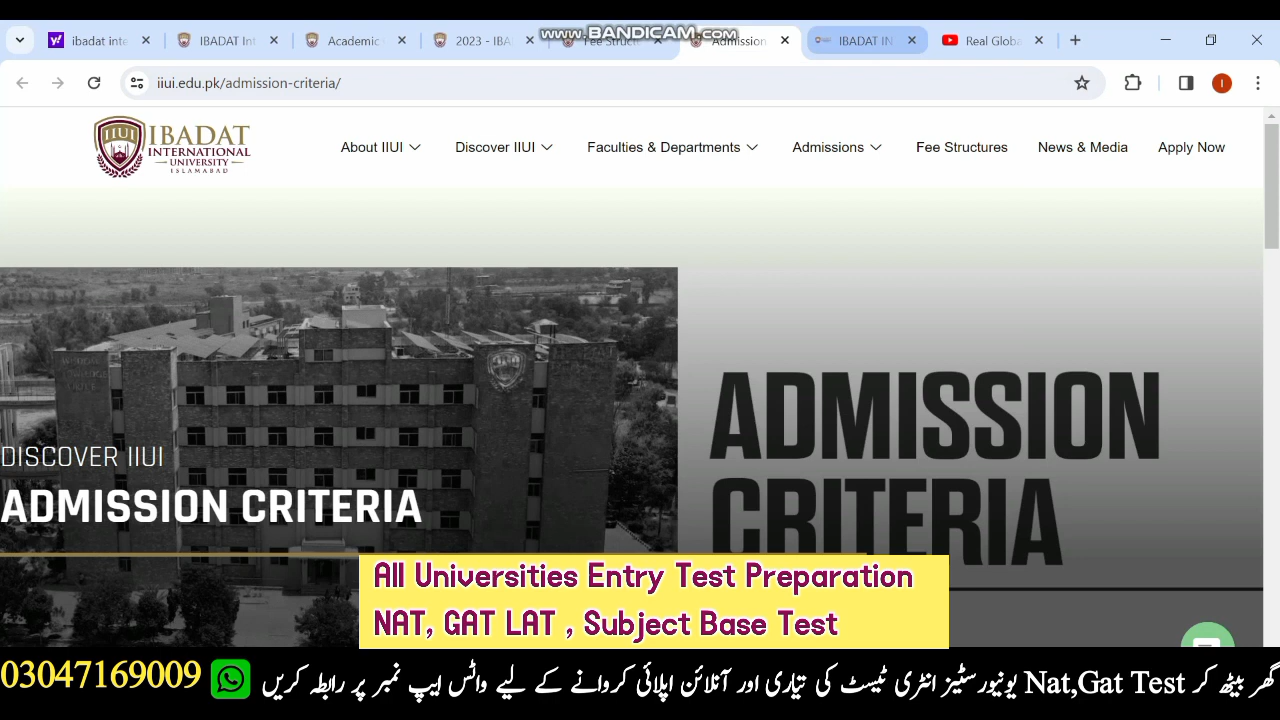 www.BANDICAM.com
ibadat inte
IBADAT Int
Academic
2023 - IBA
Fee Struct
Admission
IBADAT IN
Real Globa
iiui.edu.pk/admission-criteria/
I
IIUI
IBADAT
INTERNATIONAL
UNIVERSITY
ISLAMABAD
About IIUI
Discover IIUI
Faculties & Departments
Admissions
Fee Structures
News & Media
Apply Now
DISCOVER IIUI
ADMISSION CRITERIA
ADMISSION
CRITERIA
All Universities Entry Test Preparation
NAT, GAT LAT , Subject Base Test
03047169009
گھر بیٹھ کر Nat,Gat Test یونیورسٹیز انٹری ٹیسٹ کی تیاری اور آنلائن اپلائی کروانے کے لیے واٹس ایپ نمبر پر رابطہ کریں